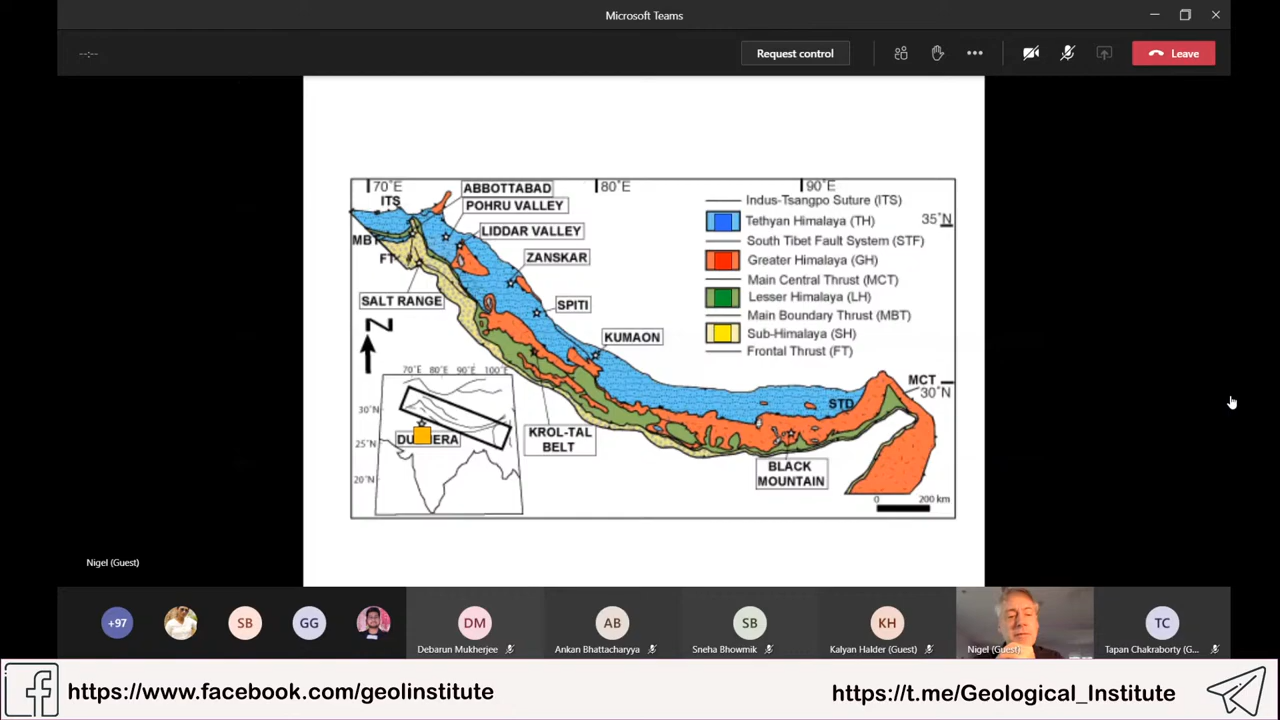 Microsoft Teams
--:--
Request control
Leave
70°E
80°E
90°E
ABBOTTABAD
ITS
POHRU VALLEY
LIDDAR VALLEY
MBT
FT
ZANSKAR
SALT RANGE
SPITI
KUMAON
Indus-Tsangpo Suture (ITS)
35°N
Tethyan Himalaya (TH)
South Tibet Fault System (STF)
Greater Himalaya (GH)
Main Central Thrust (MCT)
Lesser Himalaya (LH)
Main Boundary Thrust (MBT)
Sub-Himalaya (SH)
Frontal Thrust (FT)
N
70°E 80°E 90°E 100°E
30°N
25°N
20°N
MCT
30°N
STD
KROL-TAL
BELT
BLACK
MOUNTAIN
0 200 km
Nigel (Guest)
+97
SB
GG
DM
Debarun Mukherjee
AB
Ankan Bhattacharyya
SB
Sneha Bhowmik
KH
Kalyan Halder (Guest)
Nigel (Guest)
TC
Tapan Chakraborty (G...
https://www.facebook.com/geolinstitute
https://t.me/Geological_Institute